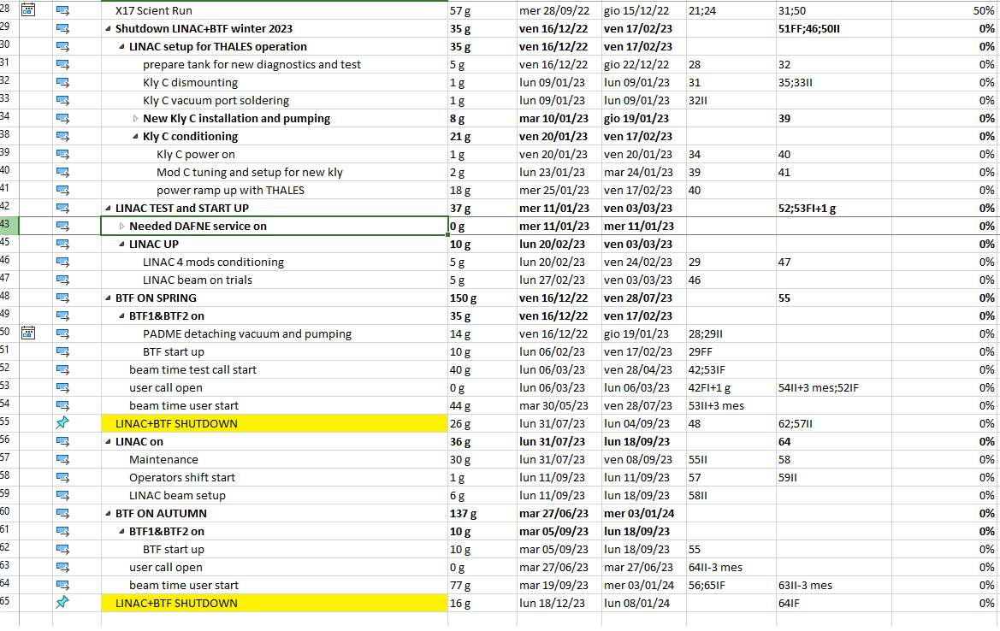 28 X17 Scient Run 57 g mer 28/09/22 gio 15/12/22 21;24 31;50 50%
29 Shutdown LINAC+BTF winter 2023 35 g ven 16/12/22 ven 17/02/23 51FF;46;50II 0%
30 LINAC setup for THALES operation 35 g ven 16/12/22 ven 17/02/23 0%
31 prepare tank for new diagnostics and test 5 g ven 16/12/22 gio 22/12/22 28 32 0%
32 Kly C dismounting 1 g lun 09/01/23 lun 09/01/23 31 35;33II 0%
33 Kly C vacuum port soldering 1 g lun 09/01/23 lun 09/01/23 32II 0%
34 New Kly C installation and pumping 8 g mar 10/01/23 gio 19/01/23 39 0%
38 Kly C conditioning 21 g ven 20/01/23 ven 17/02/23 0%
39 Kly C power on 1 g ven 20/01/23 ven 20/01/23 34 40 0%
40 Mod C tuning and setup for new kly 2 g lun 23/01/23 mar 24/01/23 39 41 0%
41 power ramp up with THALES 18 g mer 25/01/23 ven 17/02/23 40 0%
42 LINAC TEST and START UP 37 g mer 11/01/23 ven 03/03/23 52;53FI+1 g 0%
43 Needed DAFNE service on 0 g mer 11/01/23 mer 11/01/23 0%
45 LINAC UP 10 g lun 20/02/23 ven 03/03/23 0%
46 LINAC 4 mods conditioning 5 g lun 20/02/23 ven 24/02/23 29 47 0%
47 LINAC beam on trials 5 g lun 27/02/23 ven 03/03/23 46 0%
48 BTF ON SPRING 150 g ven 16/12/22 ven 28/07/23 55 0%
49 BTF1&BTF2 on 35 g ven 16/12/22 ven 17/02/23 0%
50 PADME detaching vacuum and pumping 14 g ven 16/12/22 gio 19/01/23 28;29II 0%
51 BTF start up 10 g lun 06/02/23 ven 17/02/23 29FF 0%
52 beam time test call start 40 g lun 06/03/23 ven 28/04/23 42;53IF 0%
53 user call open 0 g lun 06/03/23 lun 06/03/23 42FI+1 g 54II+3 mes;52IF 0%
54 beam time user start 44 g mar 30/05/23 ven 28/07/23 53II+3 mes 0%
55 LINAC+BTF SHUTDOWN 26 g lun 31/07/23 lun 04/09/23 48 62;57II 0%
56 LINAC on 36 g lun 31/07/23 lun 18/09/23 64 0%
57 Maintenance 30 g lun 31/07/23 ven 08/09/23 55II 58 0%
58 Operators shift start 1 g lun 11/09/23 lun 11/09/23 57 59II 0%
59 LINAC beam setup 6 g lun 11/09/23 lun 18/09/23 58II 0%
60 BTF ON AUTUMN 137 g mar 27/06/23 mer 03/01/24 0%
61 BTF1&BTF2 on 10 g mar 05/09/23 lun 18/09/23 0%
62 BTF start up 10 g mar 05/09/23 lun 18/09/23 55 0%
63 user call open 0 g mar 27/06/23 mar 27/06/23 64II-3 mes 0%
64 beam time user start 77 g mar 19/09/23 mer 03/01/24 56;65IF 63II-3 mes 0%
65 LINAC+BTF SHUTDOWN 16 g lun 18/12/23 lun 08/01/24 64IF 0%